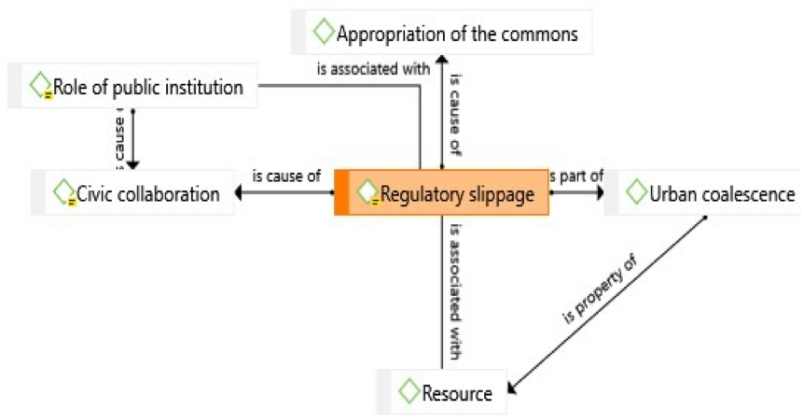 Appropriation of the commons
is associated with
Role of public institution
is cause of
is cause
Civic collaboration
is cause of
Regulatory slippage
s part of
Urban coalescence
is associated with
is property of
Resource